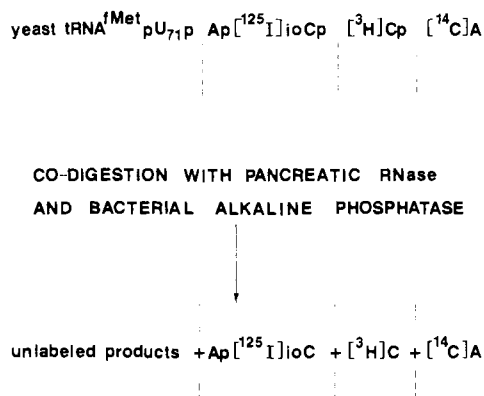 yeast tRNA^fMet pU₇₁p Ap[¹²⁵I]ioCp [³H]Cp [¹⁴C]A
CO-DIGESTION WITH PANCREATIC RNase
AND BACTERIAL ALKALINE PHOSPHATASE
unlabeled products +Ap[¹²⁵I]ioC +[³H]C +[¹⁴C]A